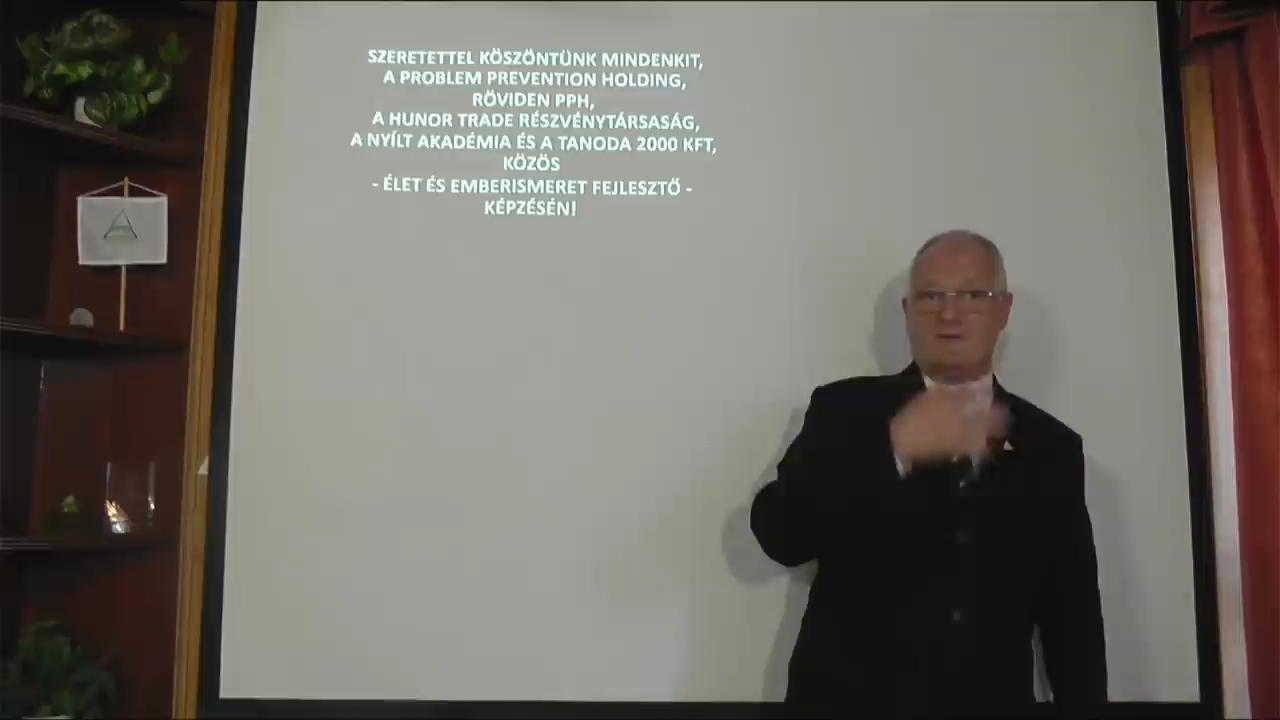 SZERETETTEL KÖSZÖNTÜNK MINDENKIT,
A PROBLEM PREVENTION HOLDING,
RÖVIDEN PPH,
A HUNOR TRADE RÉSZVÉNYTÁRSASÁG,
A NYÍLT AKADÉMIA ÉS A TANODA 2000 KFT,
KÖZÖS
- ÉLET ÉS EMBERISMERET FEJLESZTŐ -
KÉPZÉSÉN!